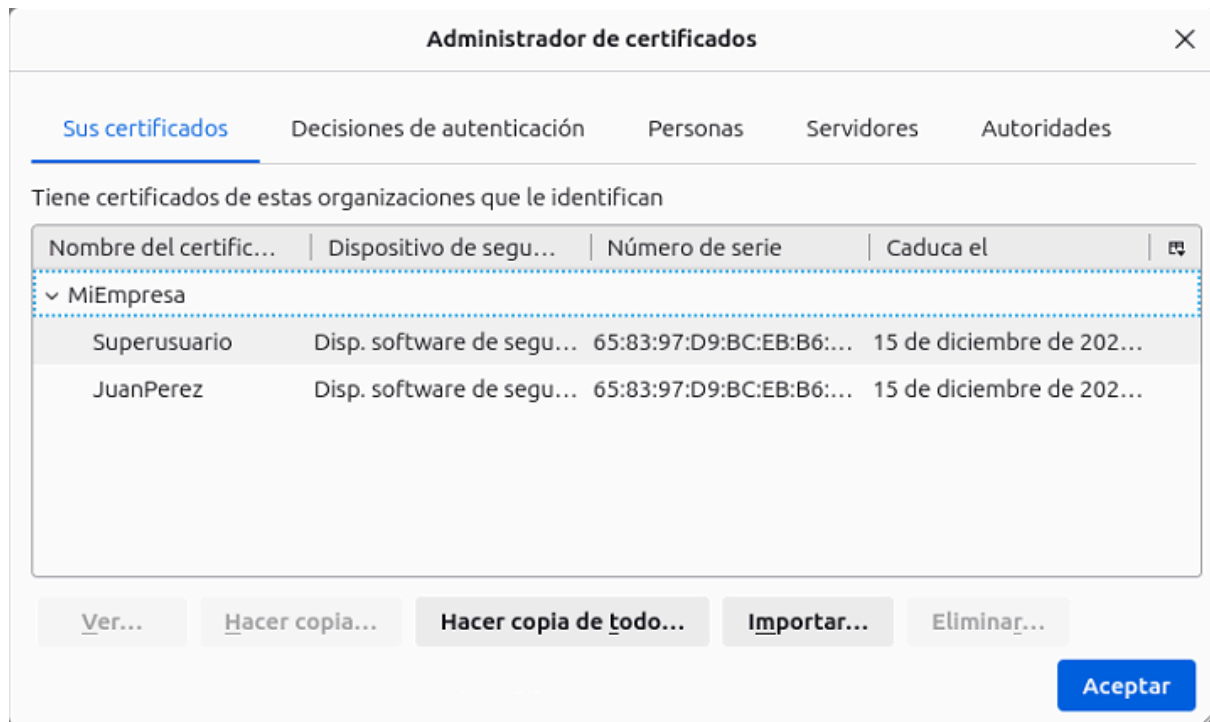 Administrador de certificados
Sus certificados Decisiones de autenticación Personas Servidores Autoridades
Tiene certificados de estas organizaciones que le identifican
Nombre del certific... Dispositivo de segu... Número de serie Caduca el
MiEmpresa
Superusuario Disp. software de segu... 65:83:97:D9:BC:EB:B6:... 15 de diciembre de 202...
JuanPerez Disp. software de segu... 65:83:97:D9:BC:EB:B6:... 15 de diciembre de 202...
Ver... Hacer copia... Hacer copia de todo... Importar... Eliminar...
Aceptar